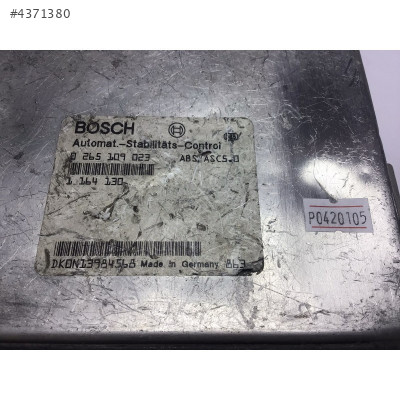 #4371380
BOSCH
Automat.-Stabilitäts-Control
0 265 109 023 ABS/ASC5.0
1 164 130
P0420105
DKON13984568 Made in Germany 863